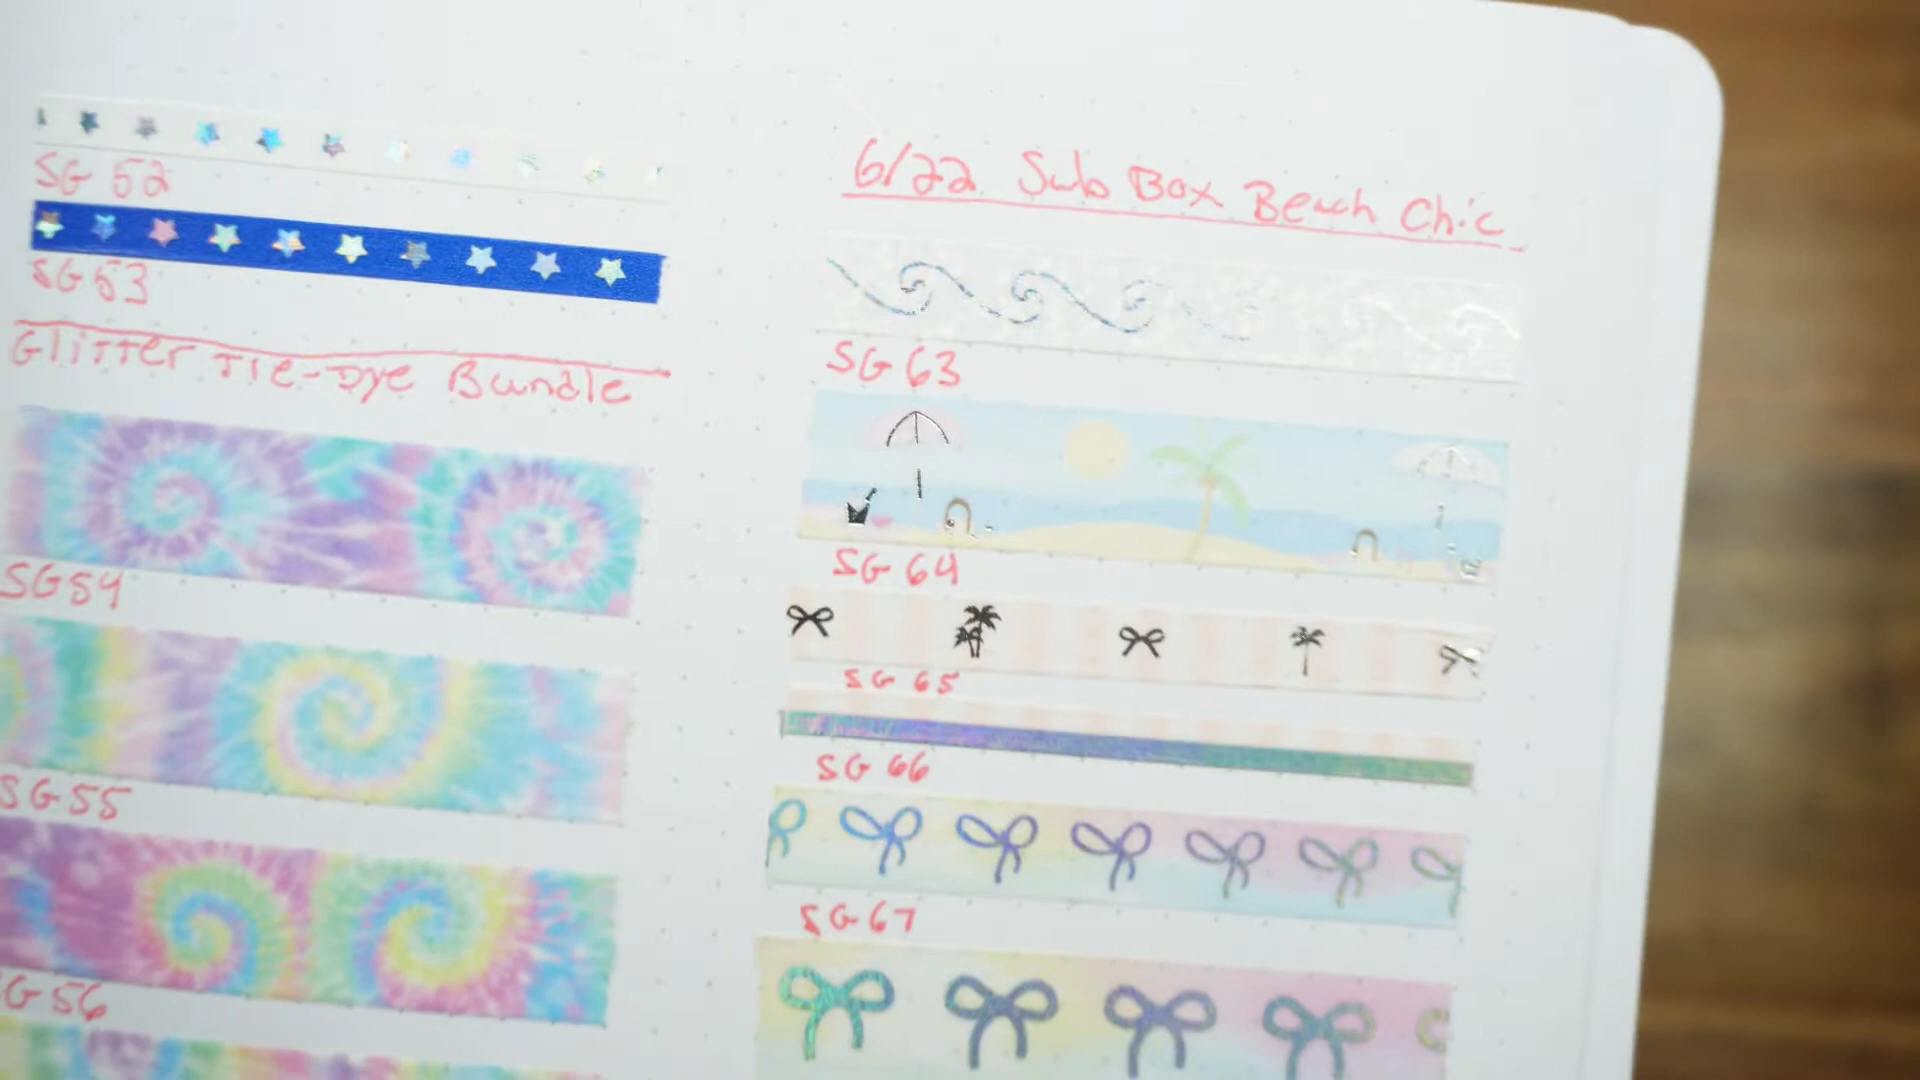 SG 52
SG 53
Glitter Tie-Dye Bundle
SG 54
SG 55
SG 56
6/22 Sub Box Beach Chic
SG 63
SG 64
SG 65
SG 66
SG 67